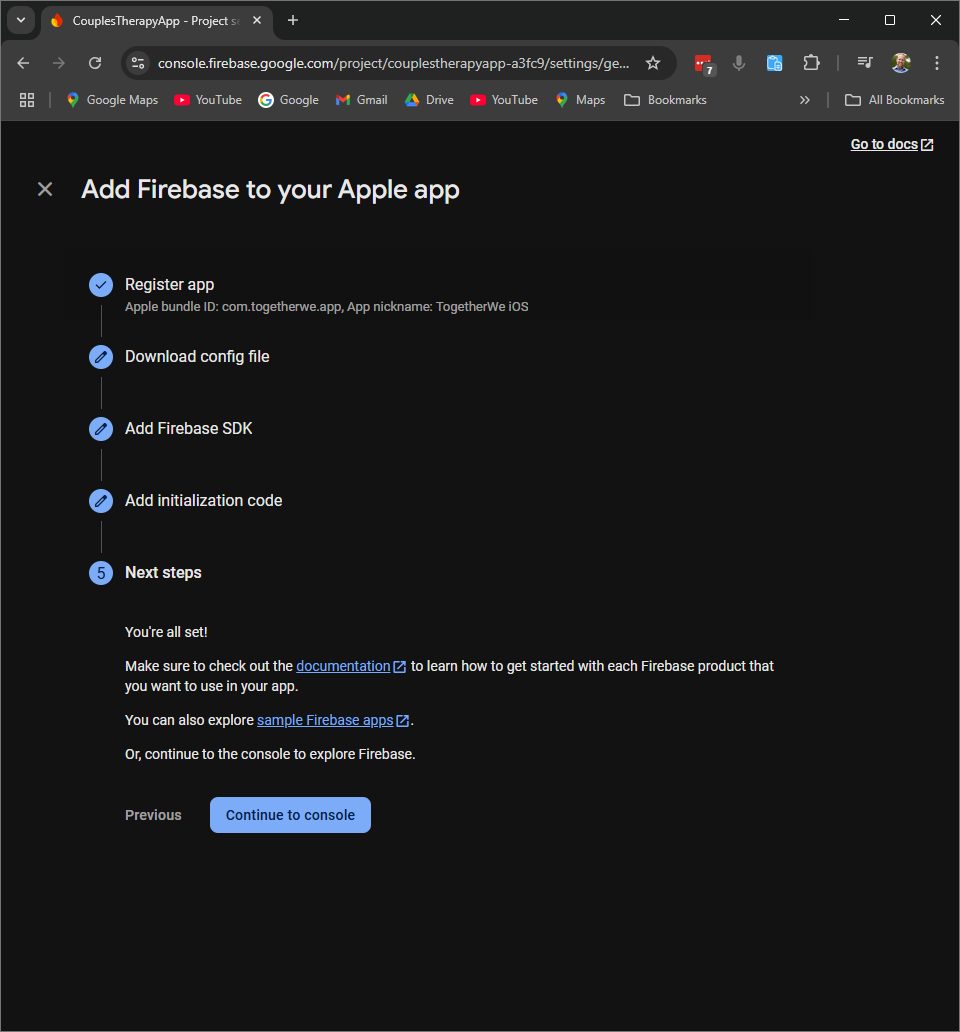 CouplesTherapyApp - Project s
console.firebase.google.com/project/couplestherapyapp-a3fc9/settings/ge...
7
Google Maps YouTube Google Gmail Drive YouTube Maps Bookmarks » All Bookmarks
Go to docs
Add Firebase to your Apple app
Register app
Apple bundle ID: com.togetherwe.app, App nickname: TogetherWe iOS
Download config file
Add Firebase SDK
Add initialization code
5 Next steps
You're all set!
Make sure to check out the documentation to learn how to get started with each Firebase product that
you want to use in your app.
You can also explore sample Firebase apps.
Or, continue to the console to explore Firebase.
Previous Continue to console